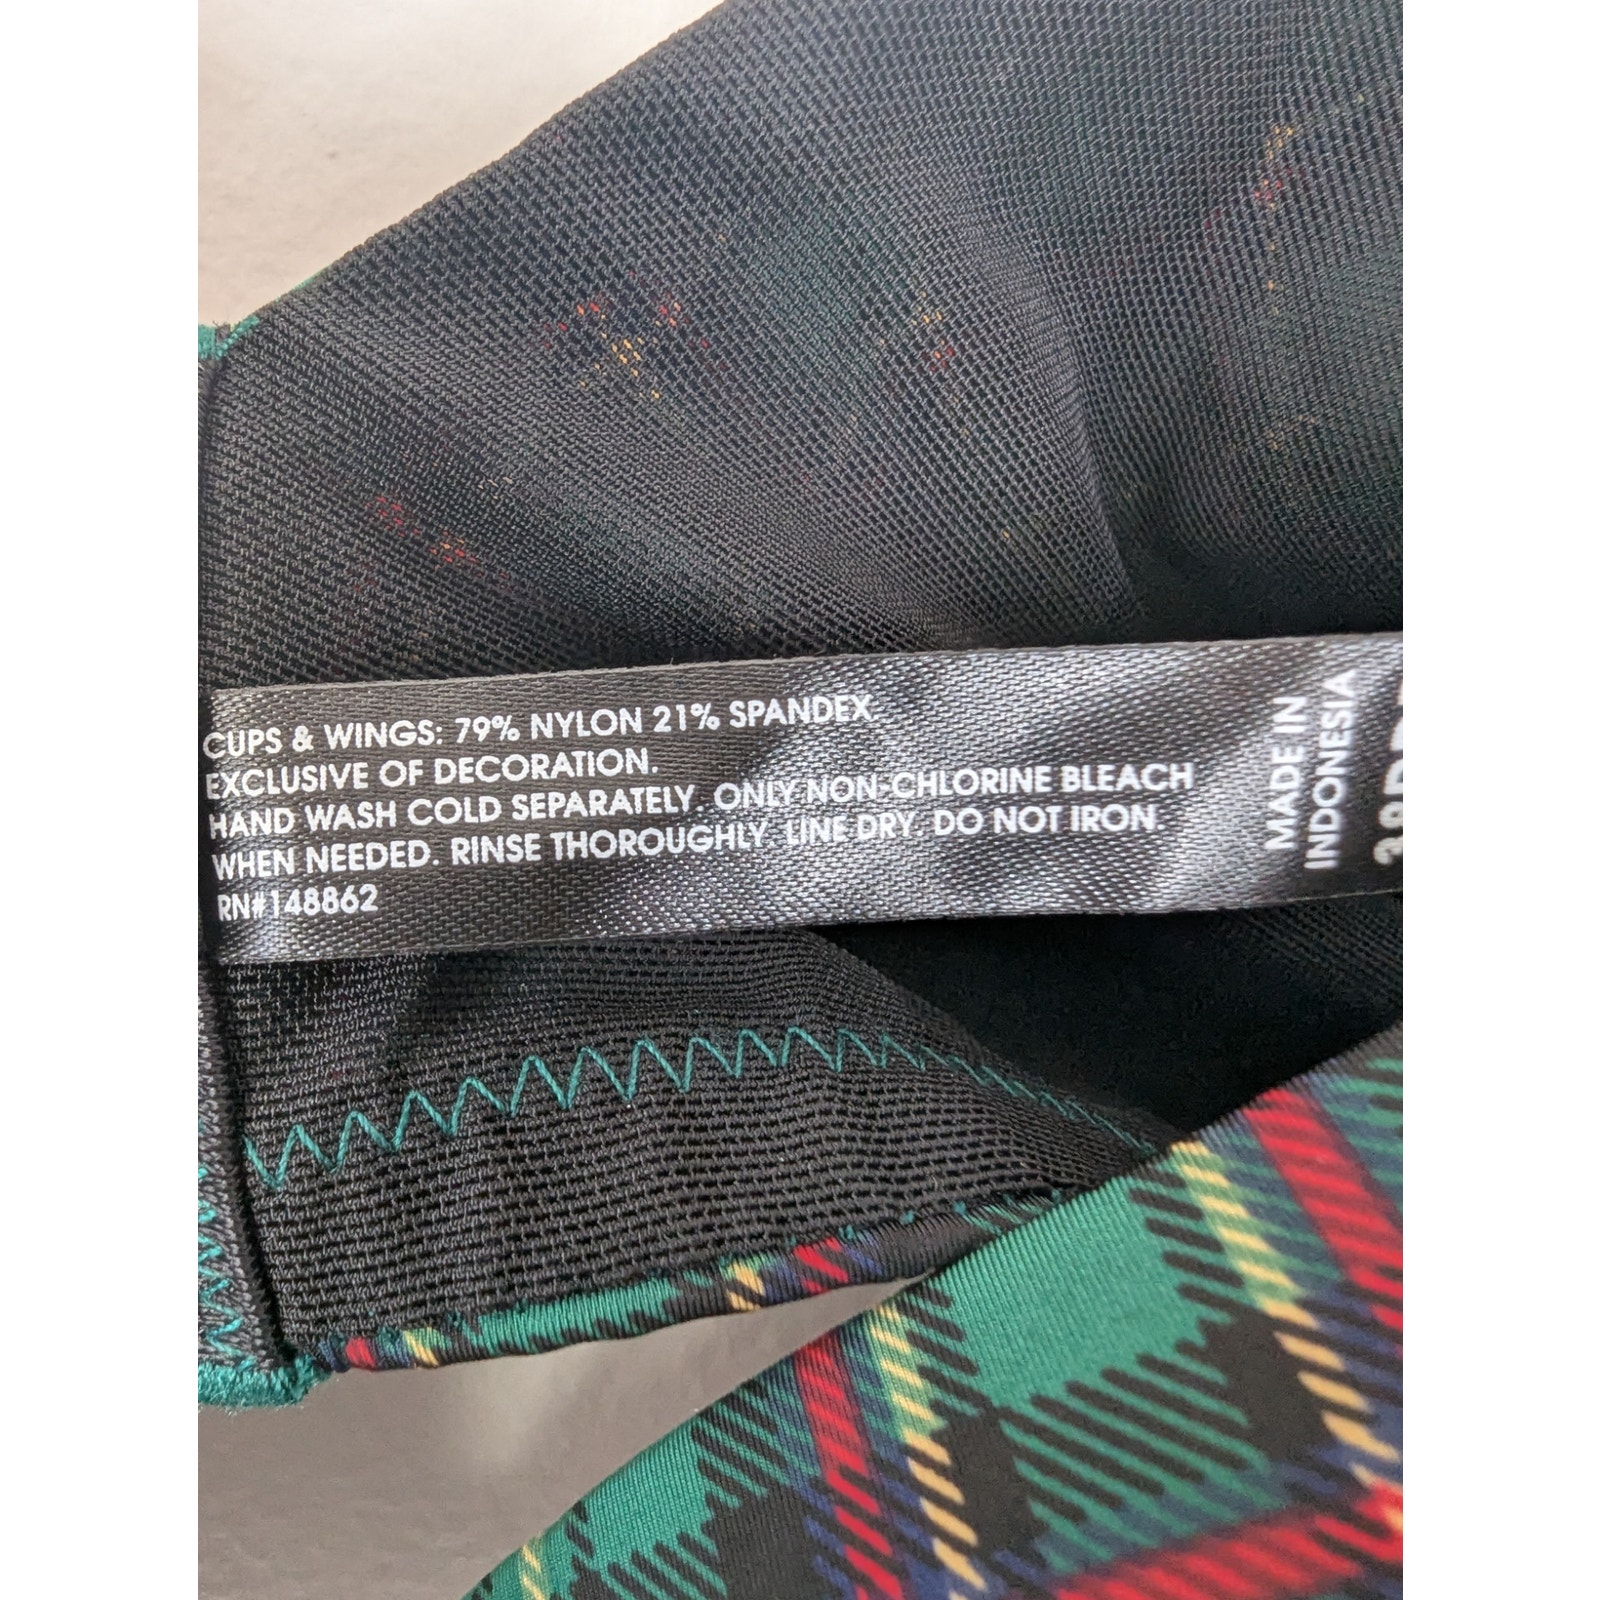 CUPS & WINGS: 79% NYLON 21% SPANDEX
EXCLUSIVE OF DECORATION.
HAND WASH COLD SEPARATELY. ONLY NON-CHLORINE BLEACH
WHEN NEEDED. RINSE THOROUGHLY. LINE DRY. DO NOT IRON.
RN#148862
MADE IN
INDONESIA